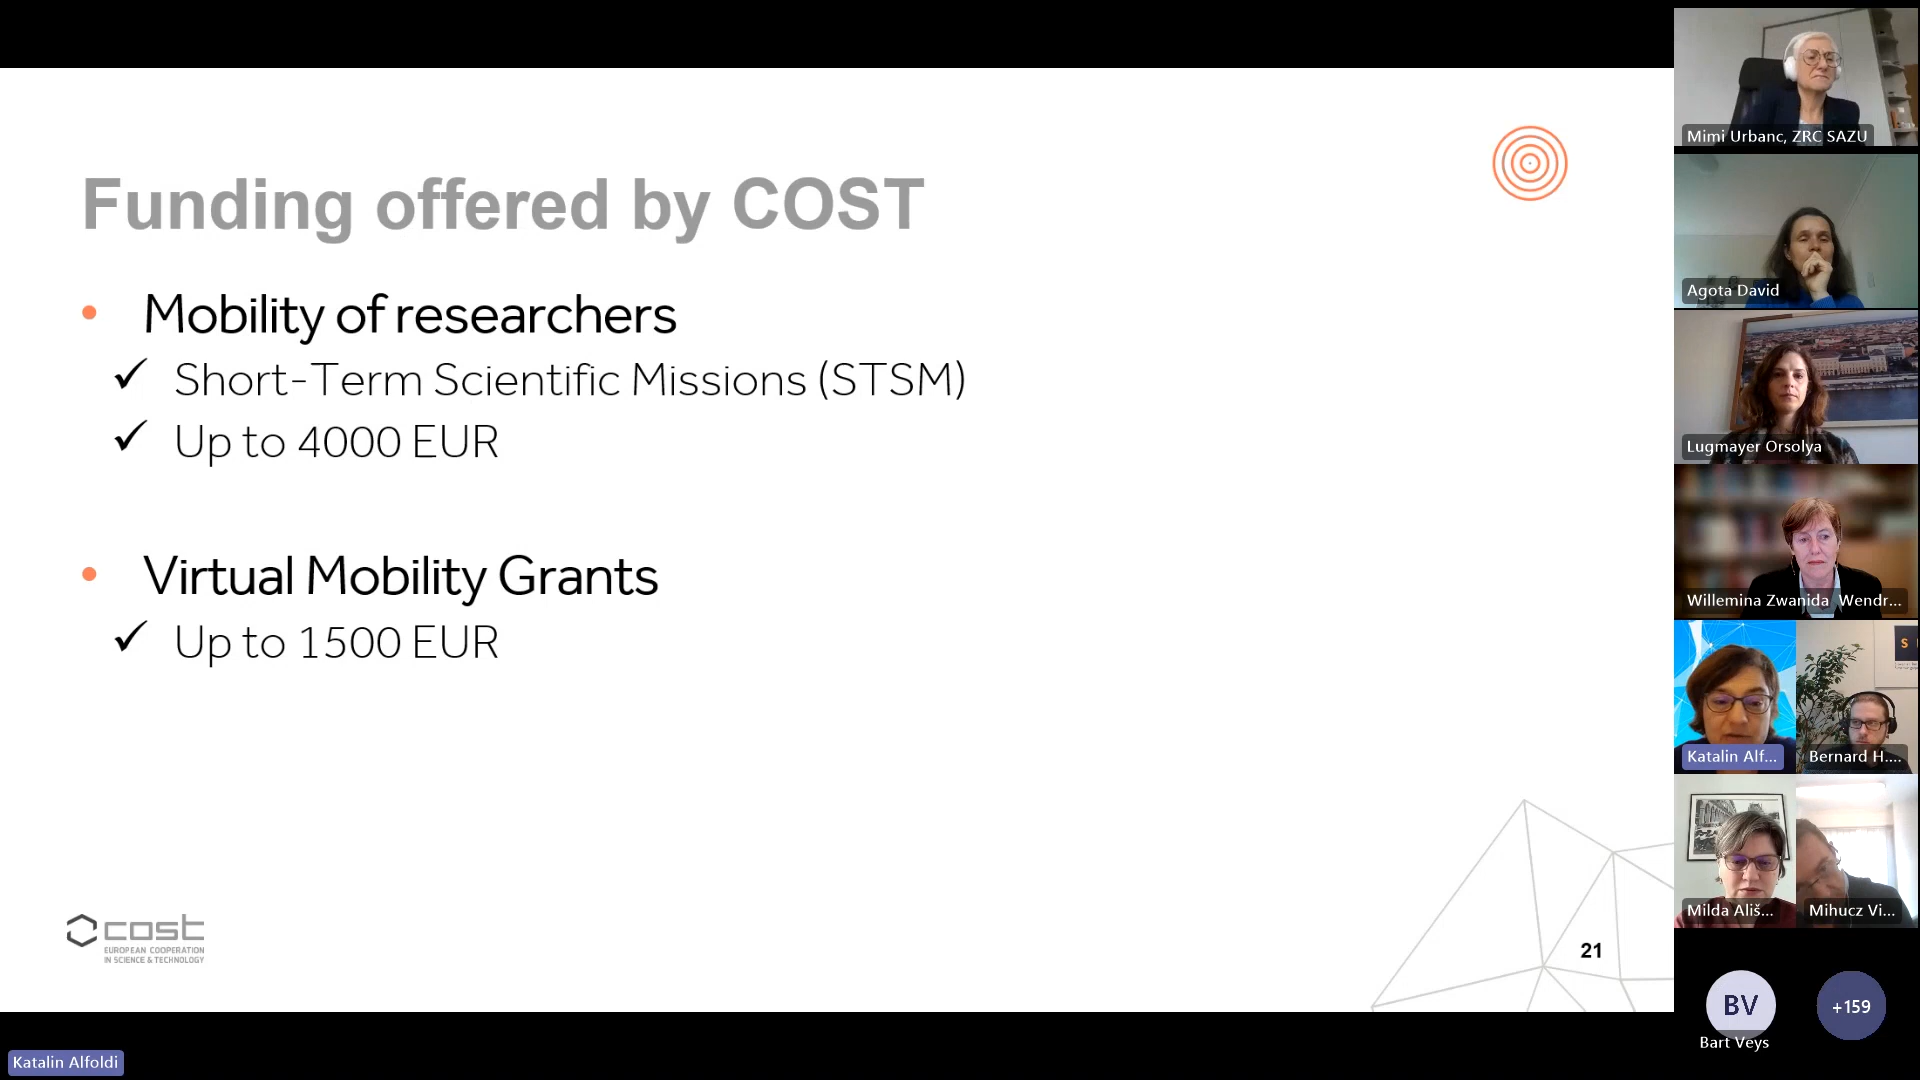 Funding offered by COST
• Mobility of researchers
✓ Short-Term Scientific Missions (STSM)
✓ Up to 4000 EUR
• Virtual Mobility Grants
✓ Up to 1500 EUR
cost
EUROPEAN COOPERATION
IN SCIENCE & TECHNOLOGY
21
Katalin Alfoldi
Mimi Urbanc, ZRC SAZU
Agota David
Lugmayer Orsolya
Willemina Zwanida Wendr...
Katalin Alf...
Bernard H....
Milda Ališ...
Mihucz Vi...
BV
Bart Veys
+159